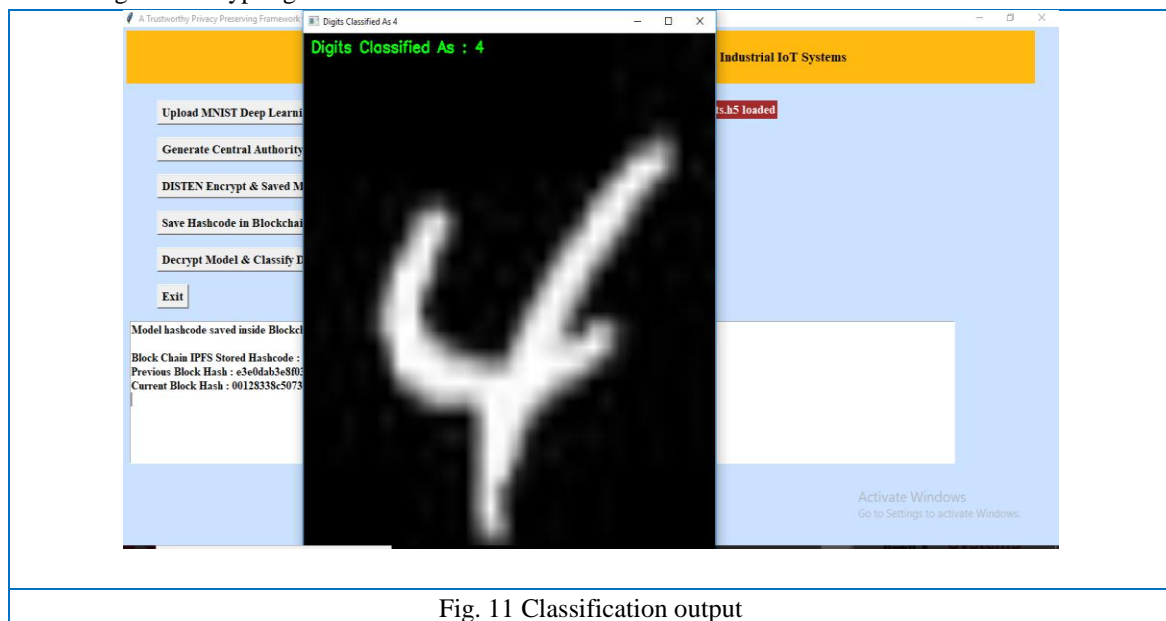 A Trustworthy Privacy Preserving Framework
Digits Classified As 4
Digits Classified As : 4
Industrial IoT Systems
Upload MNIST Deep Learni
ts.h5 loaded
Generate Central Authority
DISTEN Encrypt & Saved M
Save Hashcode in Blockchai
Decrypt Model & Classify D
Exit
Model hashcode saved inside Blockcl
Block Chain IPFS Stored Hashcode :
Previous Block Hash : e3e0dab3e8f03
Current Block Hash : 00128338c5073
4
Activate Windows
Go to Settings to activate Windows.
Fig. 11 Classification output